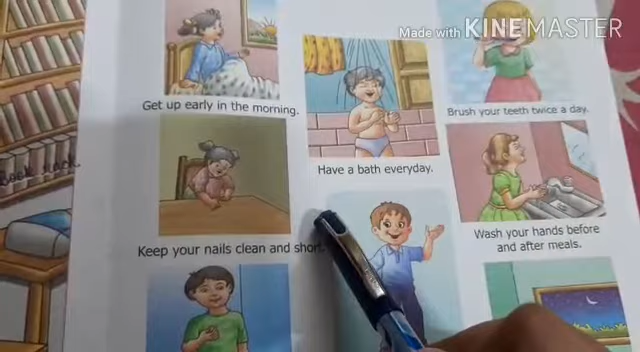 Made with KINEMASTER
Get up early in the morning.
Brush your teeth twice a day.
Have a bath everyday.
Wash your hands before
and after meals.
Keep your nails clean and short.